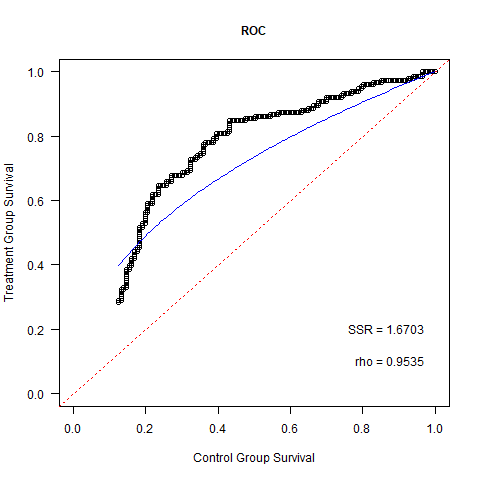 ROC
Treatment Group Survival
1.0
0.8
0.6
0.4
0.2
0.0
SSR = 1.6703
rho = 0.9535
0.0 0.2 0.4 0.6 0.8 1.0
Control Group Survival